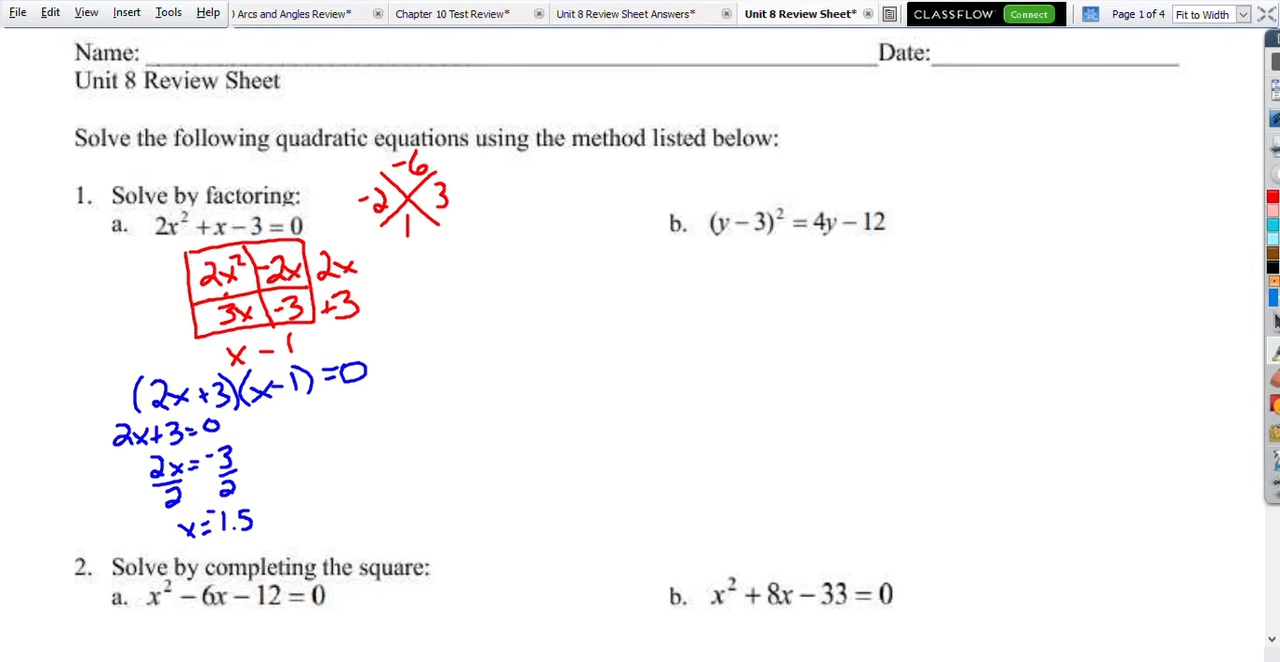 File Edit View Insert Tools Help ) Arcs and Angles Review* Chapter 10 Test Review* Unit 8 Review Sheet Answers* Unit 8 Review Sheet* CLASSFLOW Connect Page 1 of 4 Fit to Width
Name: Date:
Unit 8 Review Sheet
Solve the following quadratic equations using the method listed below:
-6
-2 3
1
1. Solve by factoring:
a. 2x² + x – 3 = 0
2x² -2x 2x
3x -3 +3
x - 1
(2x+3)(x-1)=0
2x+3=0
2x=-3
2 2
x=-1.5
b. (y – 3)² = 4y – 12
2. Solve by completing the square:
a. x² – 6x – 12 = 0
b. x² + 8x – 33 = 0